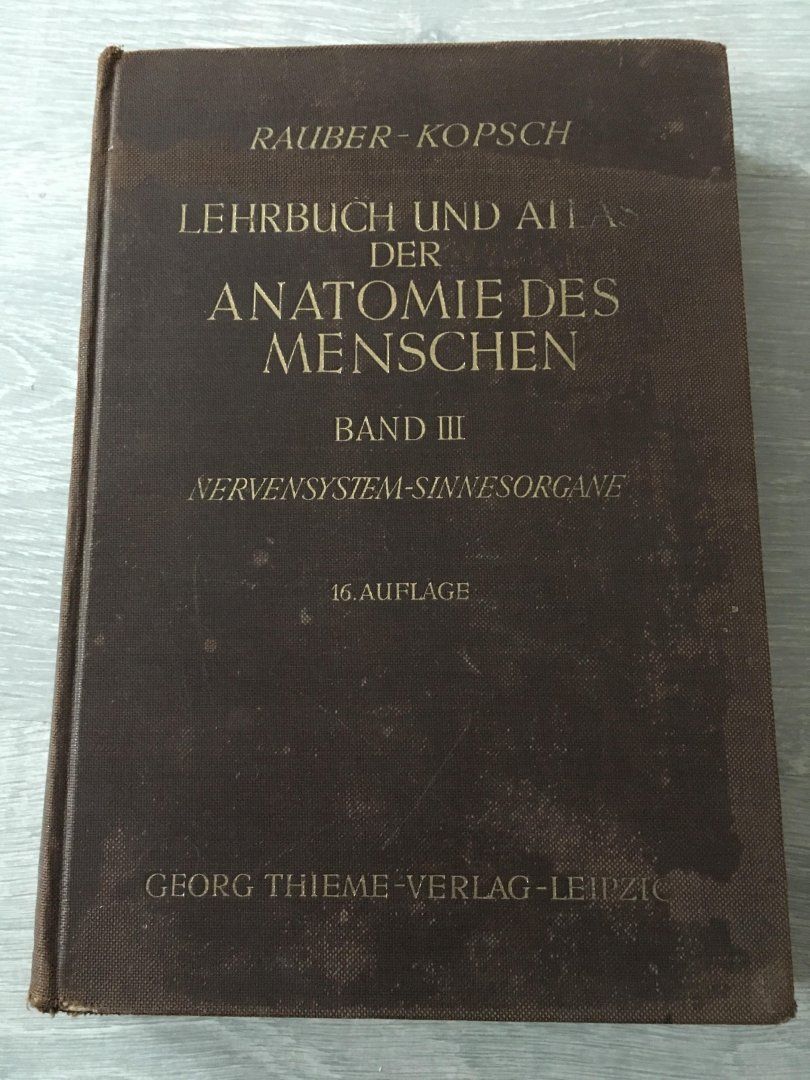 RAUBER-KOPSCH
LEHRBUCH UND ATLAS
DER
ANATOMIE DES
MENSCHEN
BAND III
NERVENSYSTEM-SINNESORGANE
16. AUFLAGE
GEORG THIEME-VERLAG-LEIPZIG